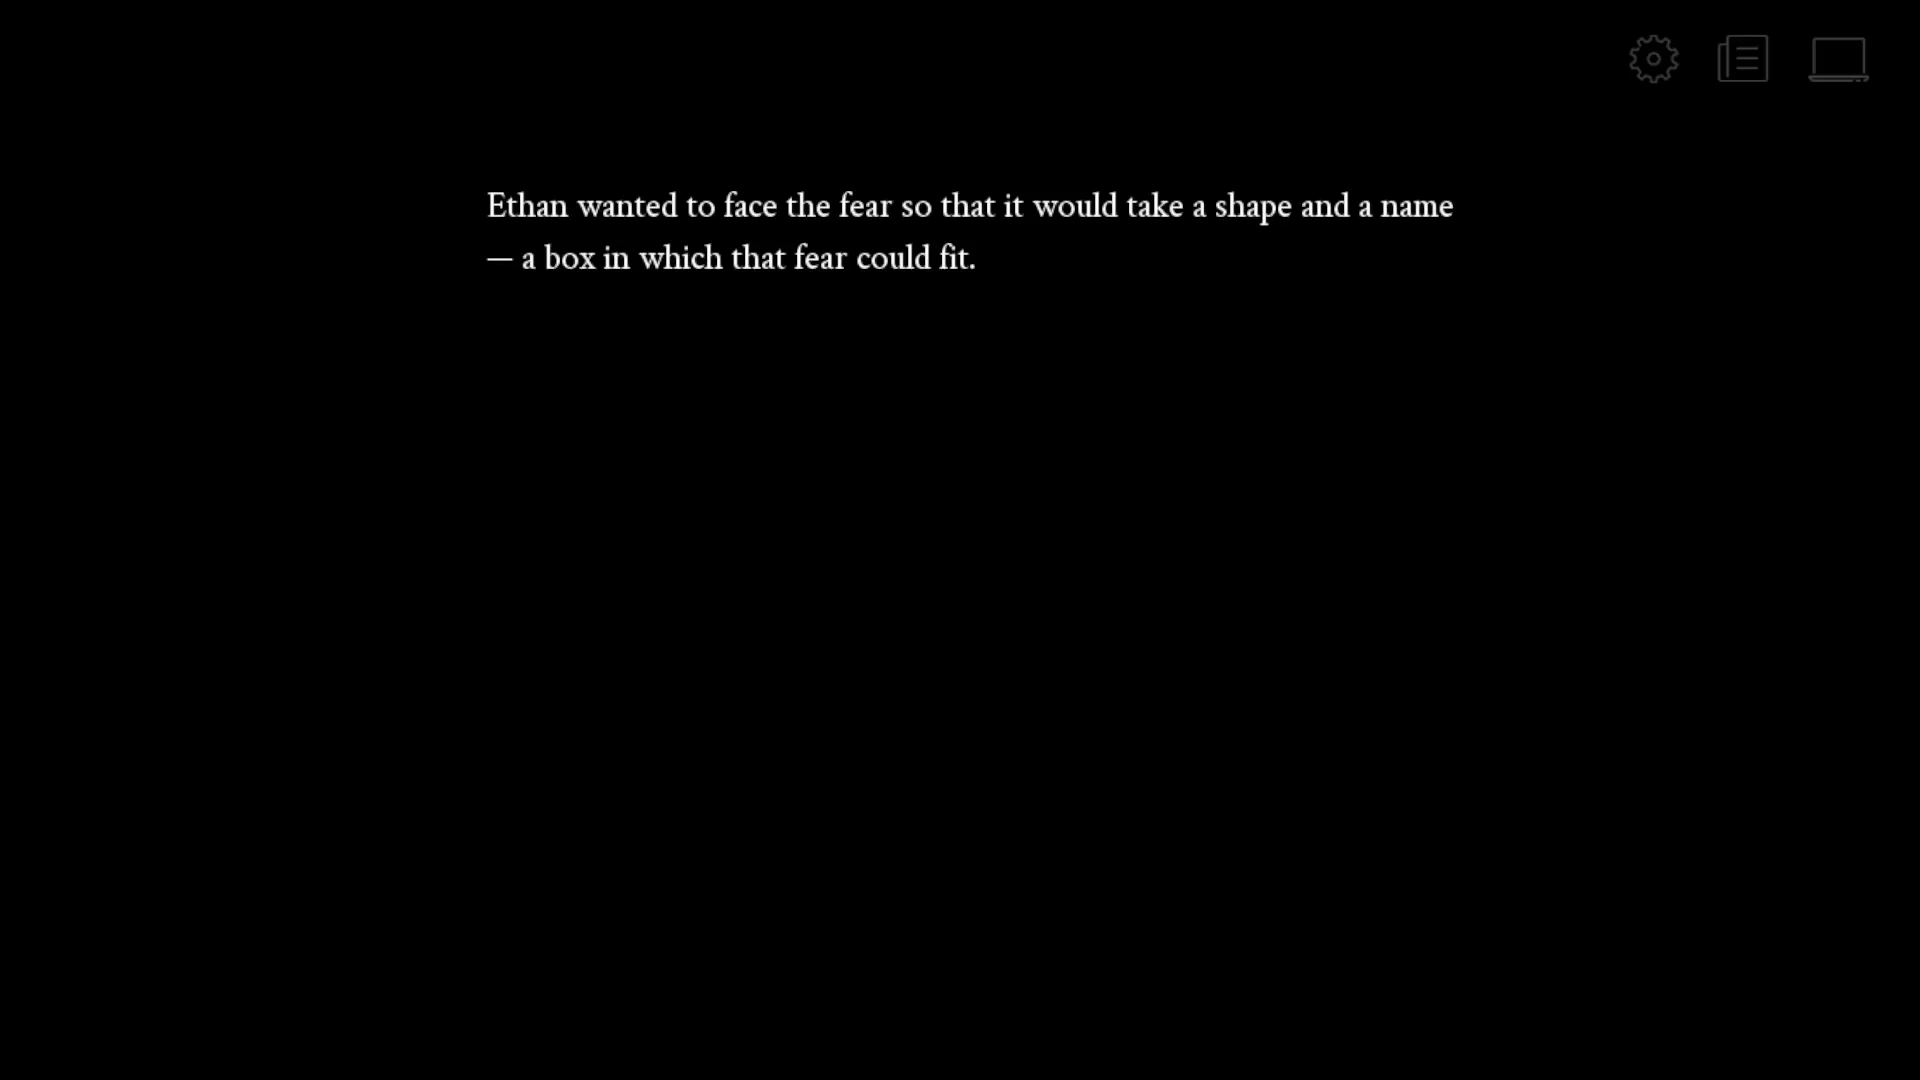 Ethan wanted to face the fear so that it would take a shape and a name
— a box in which that fear could fit.